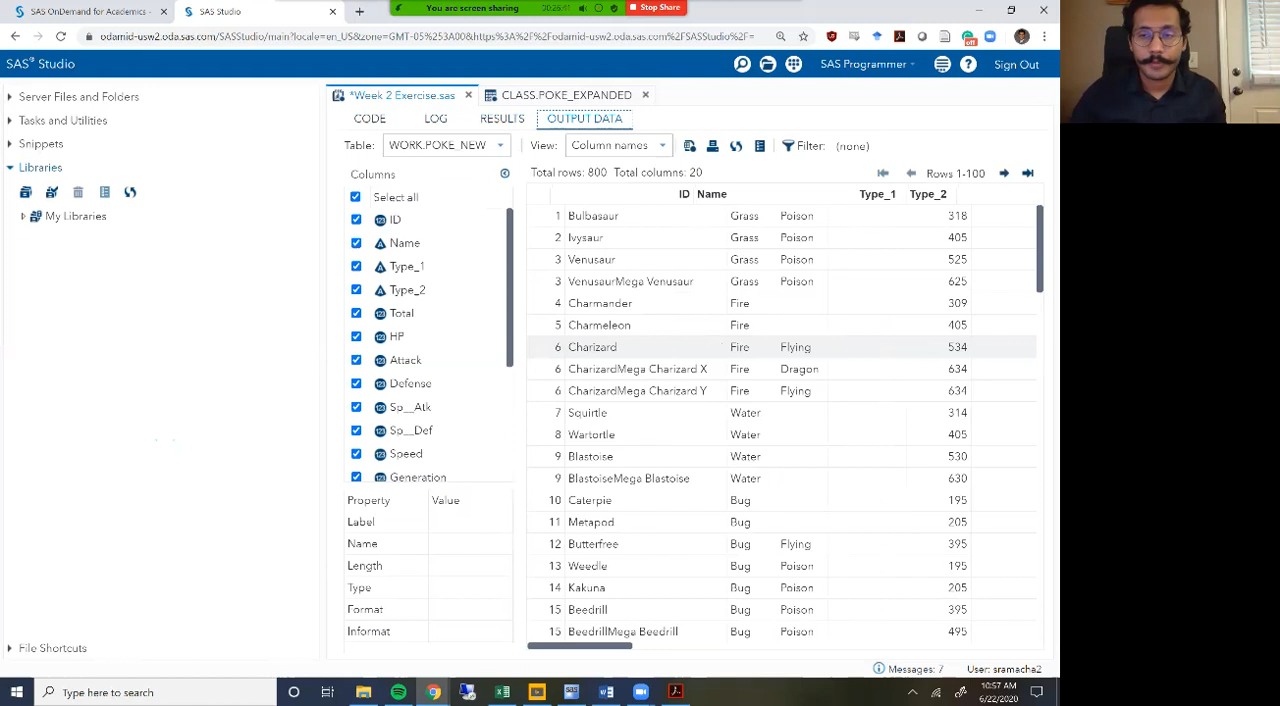 SAS OnDemand for Academics -
SAS Studio
You are screen sharing
Stop Share
odamid-usw2.oda.sas.com/SASStudio/main?locale=en_US&zone=GMT-05%253A00&https%3A%2F%2Fodamid-usw2.oda.sas.com%2FSASStudio%2F=
off
SAS® Studio
SAS Programmer
Sign Out
Server Files and Folders
Tasks and Utilities
Snippets
Libraries
My Libraries
File Shortcuts
*Week 2 Exercise.sas
CLASS.POKE_EXPANDED
CODE LOG RESULTS OUTPUT DATA
Table: WORK.POKE_NEW View: Column names Filter: (none)
Columns
Select all
ID
Name
Type_1
Type_2
Total
HP
Attack
Defense
Sp__Atk
Sp__Def
Speed
Generation
Property Value
Label
Name
Length
Type
Format
Informat
Total rows: 800 Total columns: 20 Rows 1-100
ID Name Type_1 Type_2
1 Bulbasaur Grass Poison 318
2 Ivysaur Grass Poison 405
3 Venusaur Grass Poison 525
3 VenusaurMega Venusaur Grass Poison 625
4 Charmander Fire 309
5 Charmeleon Fire 405
6 Charizard Fire Flying 534
6 CharizardMega Charizard X Fire Dragon 634
6 CharizardMega Charizard Y Fire Flying 634
7 Squirtle Water 314
8 Wartortle Water 405
9 Blastoise Water 530
9 BlastoiseMega Blastoise Water 630
10 Caterpie Bug 195
11 Metapod Bug 205
12 Butterfree Bug Flying 395
13 Weedle Bug Poison 195
14 Kakuna Bug Poison 205
15 Beedrill Bug Poison 395
15 BeedrillMega Beedrill Bug Poison 495
Messages: 7 User: sramacha2
Type here to search
10:57 AM
6/22/2020